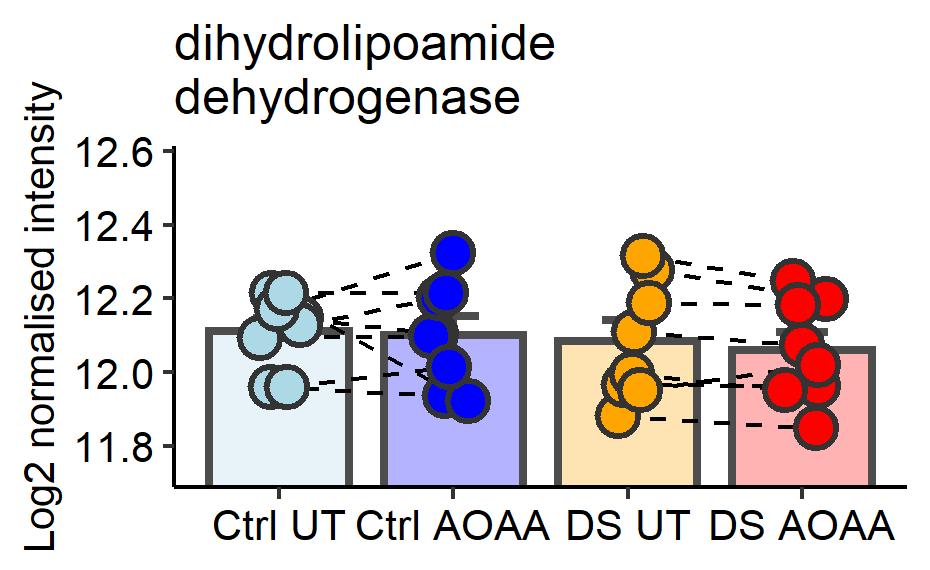 dihydrolipoamide
dehydrogenase
Log2 normalised intensity
12.6
12.4
12.2
12.0
11.8
Ctrl UT Ctrl AOAA DS UT DS AOAA